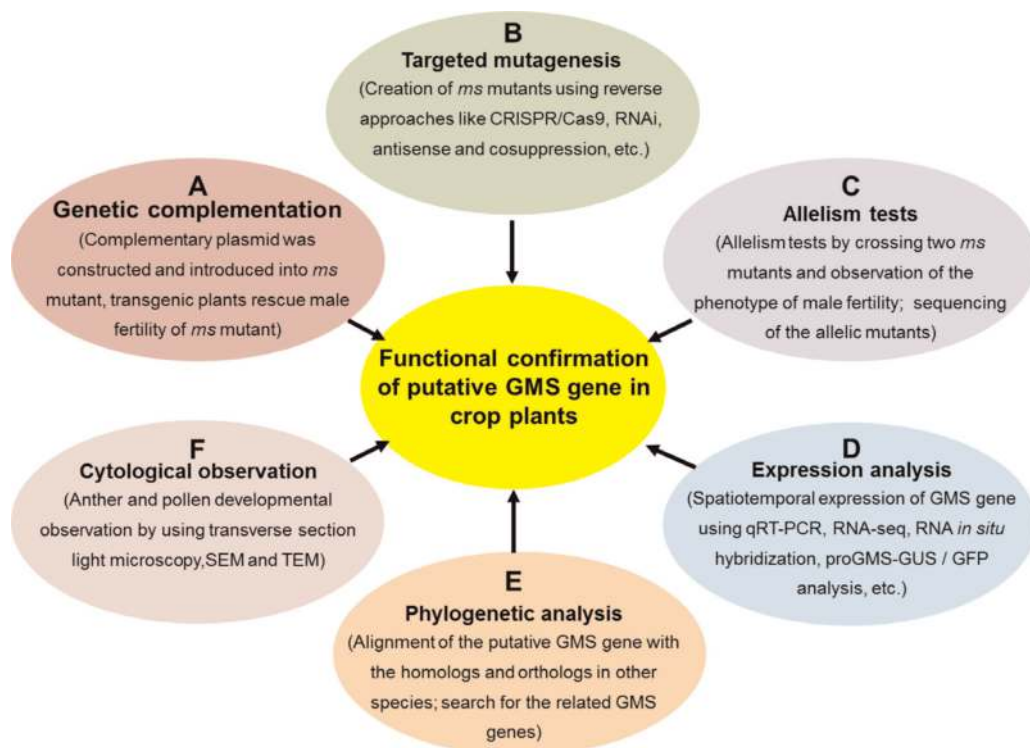 B
Targeted mutagenesis
(Creation of ms mutants using reverse
approaches like CRISPR/Cas9, RNAi,
antisense and cosuppression, etc.)
A
Genetic complementation
(Complementary plasmid was
constructed and introduced into ms
mutant, transgenic plants rescue male
fertility of ms mutant)
C
Allelism tests
(Allelism tests by crossing two ms
mutants and observation of the
phenotype of male fertility; sequencing
of the allelic mutants)
Functional confirmation
of putative GMS gene in
crop plants
F
Cytological observation
(Anther and pollen developmental
observation by using transverse section
light microscopy,SEM and TEM)
D
Expression analysis
(Spatiotemporal expression of GMS gene
using qRT-PCR, RNA-seq, RNA in situ
hybridization, proGMS-GUS / GFP
analysis, etc.)
E
Phylogenetic analysis
(Alignment of the putative GMS gene with
the homologs and orthologs in other
species; search for the related GMS
genes)